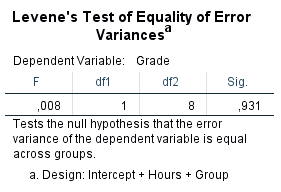 Levene's Test of Equality of Error
Variancesa
Dependent Variable: Grade
F df1 df2 Sig.
,008 1 8 ,931
Tests the null hypothesis that the error
variance of the dependent variable is equal
across groups.
a. Design: Intercept + Hours + Group